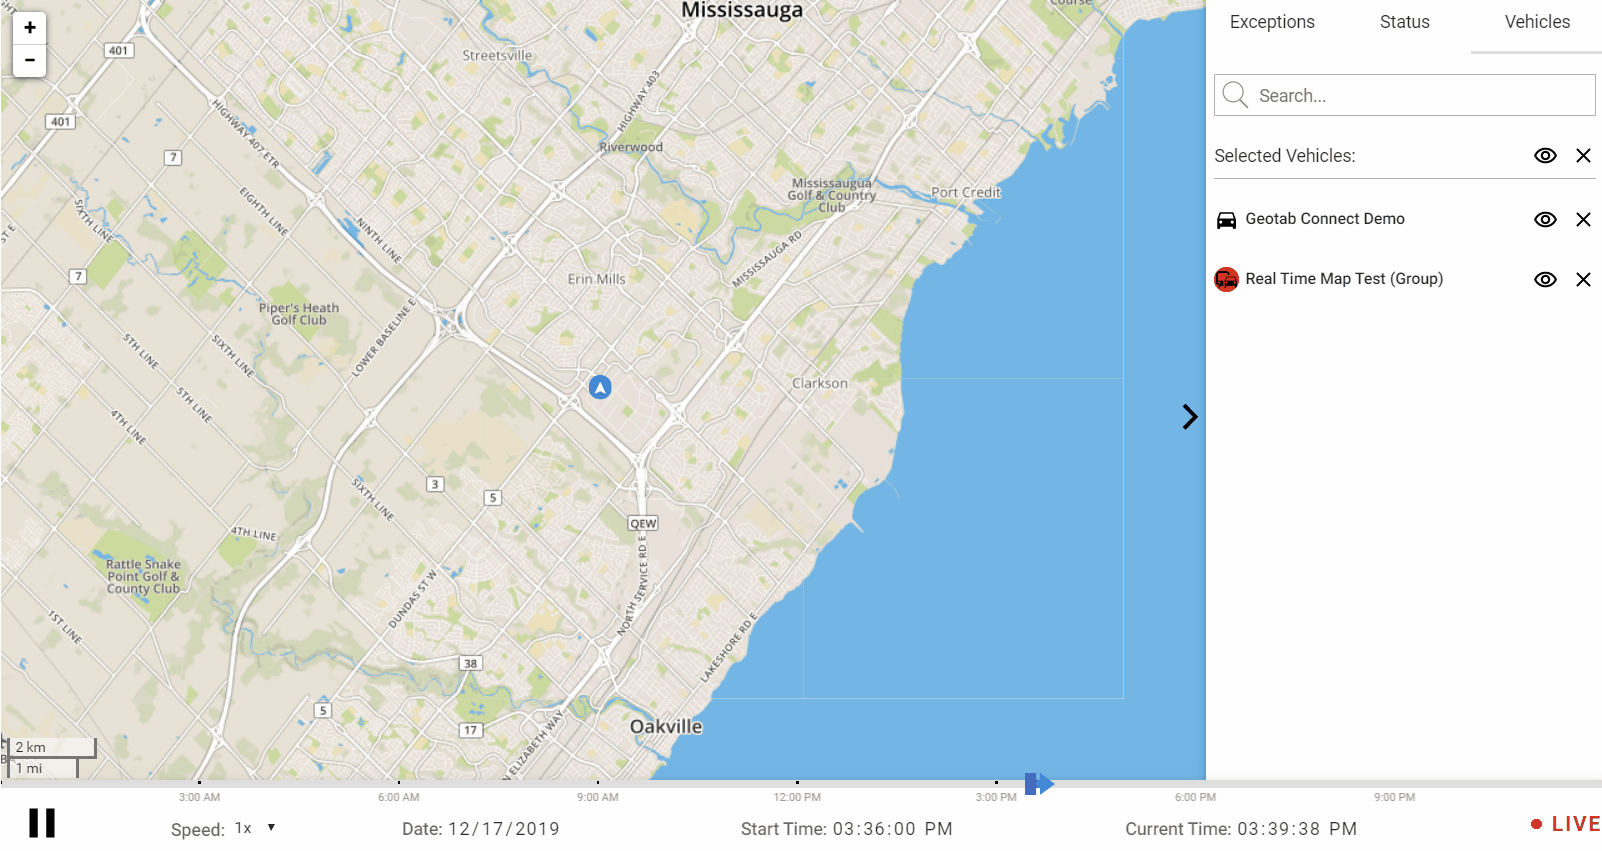 Mississauga
Course
Exceptions
Status
Vehicles
+
-
401
Streetsville
HIGHWAY 403
Search...
401
HIGHWAY 407 ETR
7
Riverwood
Selected Vehicles:
Mississaugua
Golf & Country
Club
Port Credit
SIXTH LINE
EIGHTH LINE
NINTH LINE
ST E
Geotab Connect Demo
MISSISSAUGA RD
7
Erin Mills
Real Time Map Test (Group)
Piper's Heath
Golf Club
LOWER BASELINE E
5TH LINE
SIXTH LINE
Clarkson
5TH LINE
4TH LINE
3
5
SIXTH LINE
QEW
4TH LINE
Rattle Snake
Point Golf &
County Club
NORTH SERVICE RD E
DUNDAS ST W
1ST LINE
LAKESHORE RD E
38
5
17
Oakville
N ELIZABETH WAY
2 km
1 mi
3:00 AM
6:00 AM
9:00 AM
12:00 PM
3:00 PM
6:00 PM
9:00 PM
Speed: 1x
Date: 12/17/2019
Start Time: 03:36:00 PM
Current Time: 03:39:38 PM
LIVE